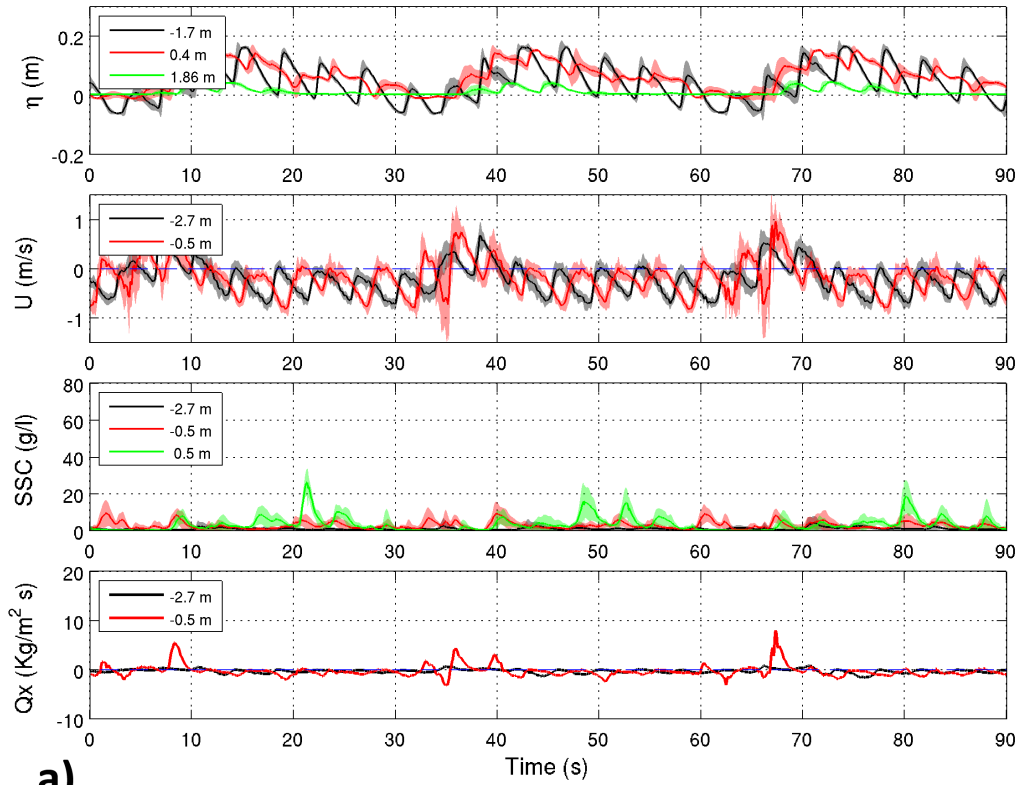 η (m)
0.2
0
-0.2
-1.7 m
0.4 m
1.86 m
0 10 20 30 40 50 60 70 80 90
U (m/s)
1
0
-1
-2.7 m
-0.5 m
0 10 20 30 40 50 60 70 80 90
SSC (g/l)
80
60
40
20
0
-2.7 m
-0.5 m
0.5 m
0 10 20 30 40 50 60 70 80 90
Qx (Kg/m² s)
20
10
0
-10
-2.7 m
-0.5 m
0 10 20 30 40 50 60 70 80 90
Time (s)
a)